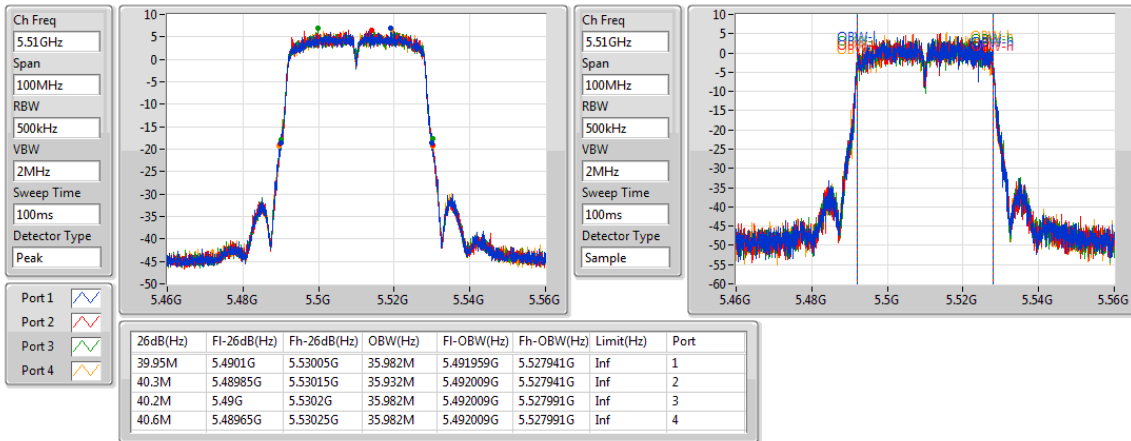 Ch Freq
5.51GHz
Span
100MHz
RBW
500kHz
VBW
2MHz
Sweep Time
100ms
Detector Type
Peak
10
5
0
-5
-10
-15
-20
-25
-30
-35
-40
-45
-50
5.46G 5.48G 5.5G 5.52G 5.54G 5.56G
Ch Freq
5.51GHz
Span
100MHz
RBW
500kHz
VBW
2MHz
Sweep Time
100ms
Detector Type
Sample
10
5
0
-5
-10
-15
-20
-25
-30
-35
-40
-45
-50
-55
-60
5.46G 5.48G 5.5G 5.52G 5.54G 5.56G
Port 1
Port 2
Port 3
Port 4
26dB(Hz) Fl-26dB(Hz) Fh-26dB(Hz) OBW(Hz) Fl-OBW(Hz) Fh-OBW(Hz) Limit(Hz) Port
39.95M 5.4901G 5.53005G 35.982M 5.491959G 5.527941G Inf 1
40.3M 5.48985G 5.53015G 35.932M 5.492009G 5.527941G Inf 2
40.2M 5.49G 5.5302G 35.982M 5.492009G 5.527991G Inf 3
40.6M 5.48965G 5.53025G 35.982M 5.492009G 5.527991G Inf 4